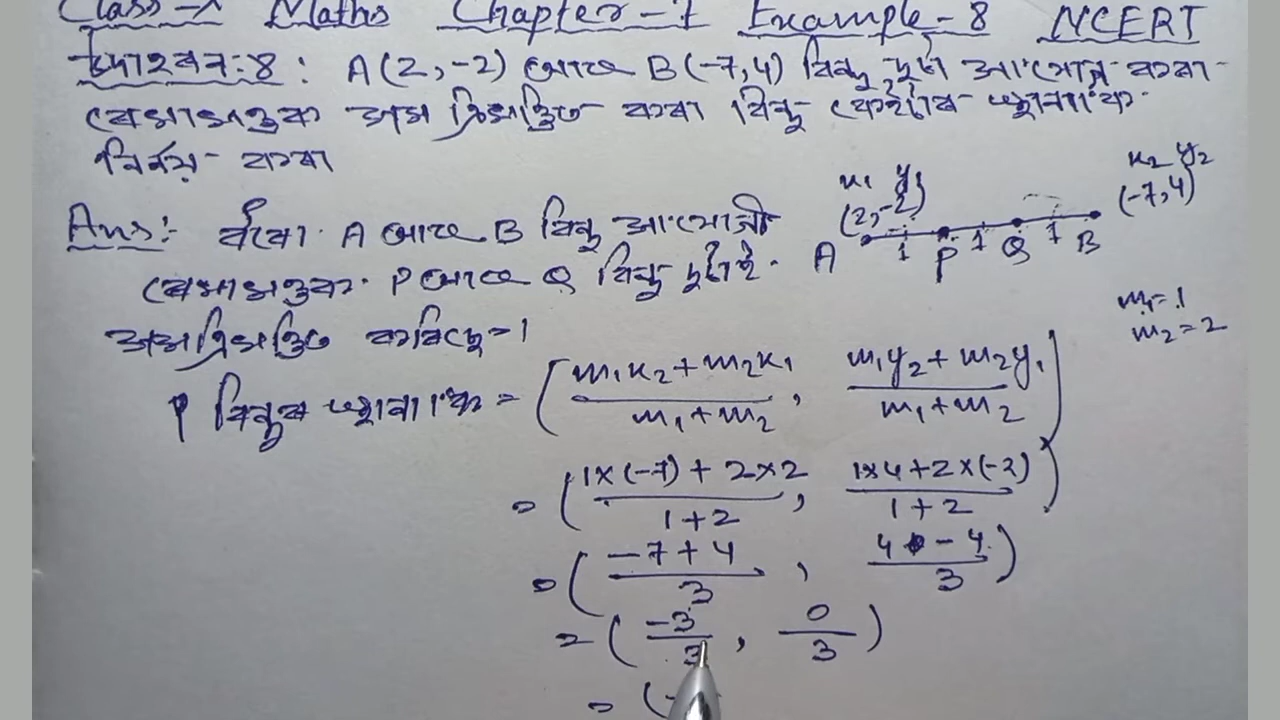 Class-X Maths Chapter-7 Example-8 NCERT
উদাহৰণ:8: A(2,-2) আৰু B(-7,4) বিন্দু দুটা সংযোগ কৰা
ৰেখাখণ্ডক সম ত্ৰিখণ্ডিত কৰা বিন্দু কেইটাৰ স্থানাংক
নিৰ্ণয় কৰা
Ans:- ধৰো A আৰু B বিন্দু সংযোগী
ৰেখাখণ্ডক P আৰু Q বিন্দু দুটাই
সমত্ৰিখণ্ডিত কৰিছে।
x₁ y₁
(2,-2)
x₂ y₂
(-7,4)
A 1 P 1 Q 1 B
m₁=1
m₂=2
P বিন্দুৰ স্থানাংক = ( m₁x₂+m₂x₁ / m₁+m₂ , m₁y₂+m₂y₁ / m₁+m₂ )
= ( 1×(-7)+2×2 / 1+2 , 1×4+2×(-2) / 1+2 )
= ( -7+4 / 3 , 4-4 / 3 )
= ( -3 / 3 , 0 / 3 )
= (-